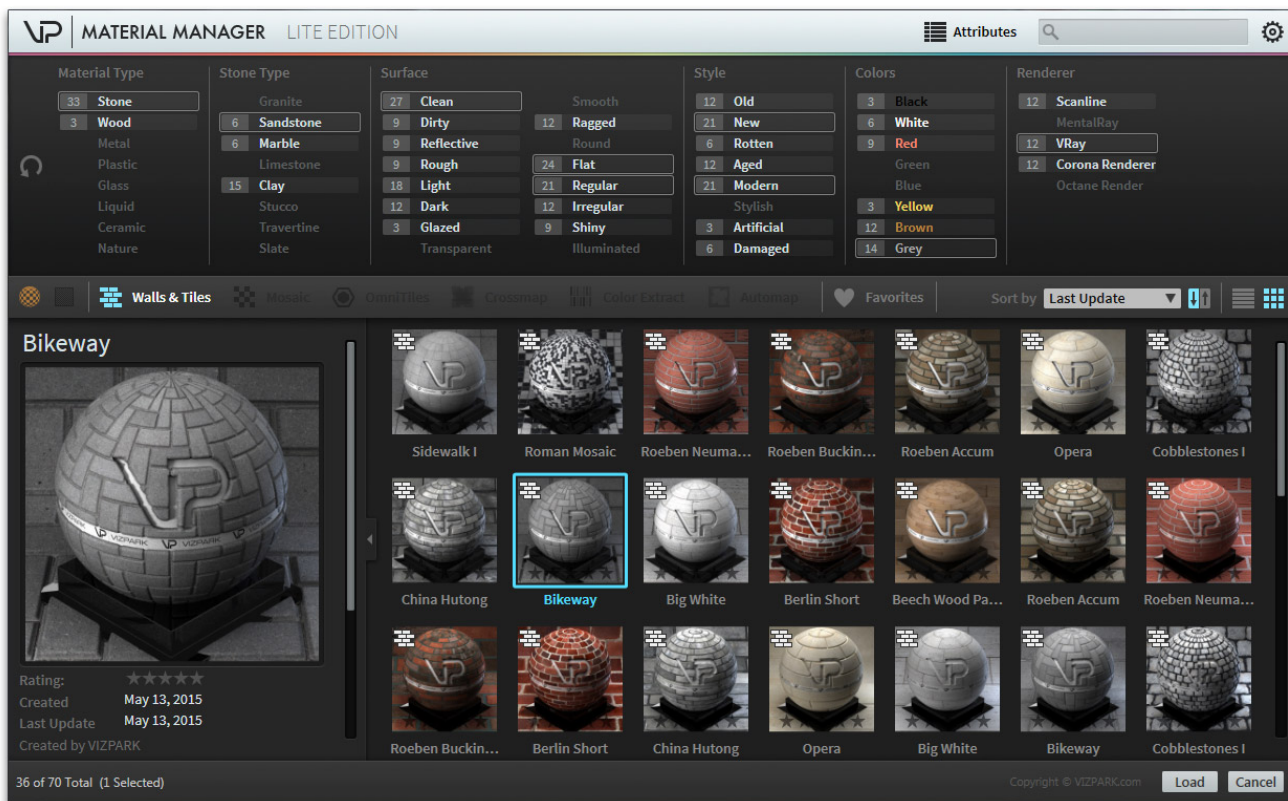 VP MATERIAL MANAGER LITE EDITION Attributes
Material Type Stone Type Surface Style Colors Renderer
33 Stone Granite 27 Clean Smooth 12 Old 3 Black 12 Scanline
3 Wood 6 Sandstone 9 Dirty 12 Ragged 21 New 6 White MentalRay
Metal 6 Marble 9 Reflective Round 6 Rotten 9 Red 12 VRay
Plastic Limestone 9 Rough 24 Flat 12 Aged Green 12 Corona Renderer
Glass 15 Clay 18 Light 21 Regular 21 Modern Blue Octane Render
Liquid Stucco 12 Dark 12 Irregular Stylish 3 Yellow
Ceramic Travertine 3 Glazed 9 Shiny 3 Artificial 12 Brown
Nature Slate Transparent Illuminated 6 Damaged 14 Grey
Walls & Tiles Mosaic OmniTiles Crossmap Color Extract Automap Favorites Sort by Last Update
Bikeway
VP VIZPARK VP VIZPARK
Rating:
Created May 13, 2015
Last Update May 13, 2015
Created by VIZPARK
Sidewalk I Roman Mosaic Roeben Neuma... Roeben Buckin... Roeben Accum Opera Cobblestones I
China Hutong Bikeway Big White Berlin Short Beech Wood Pa... Roeben Accum Roeben Neuma...
Roeben Buckin... Berlin Short China Hutong Opera Big White Bikeway Cobblestones I
36 of 70 Total (1 Selected) Copyright © VIZPARK.com Load Cancel